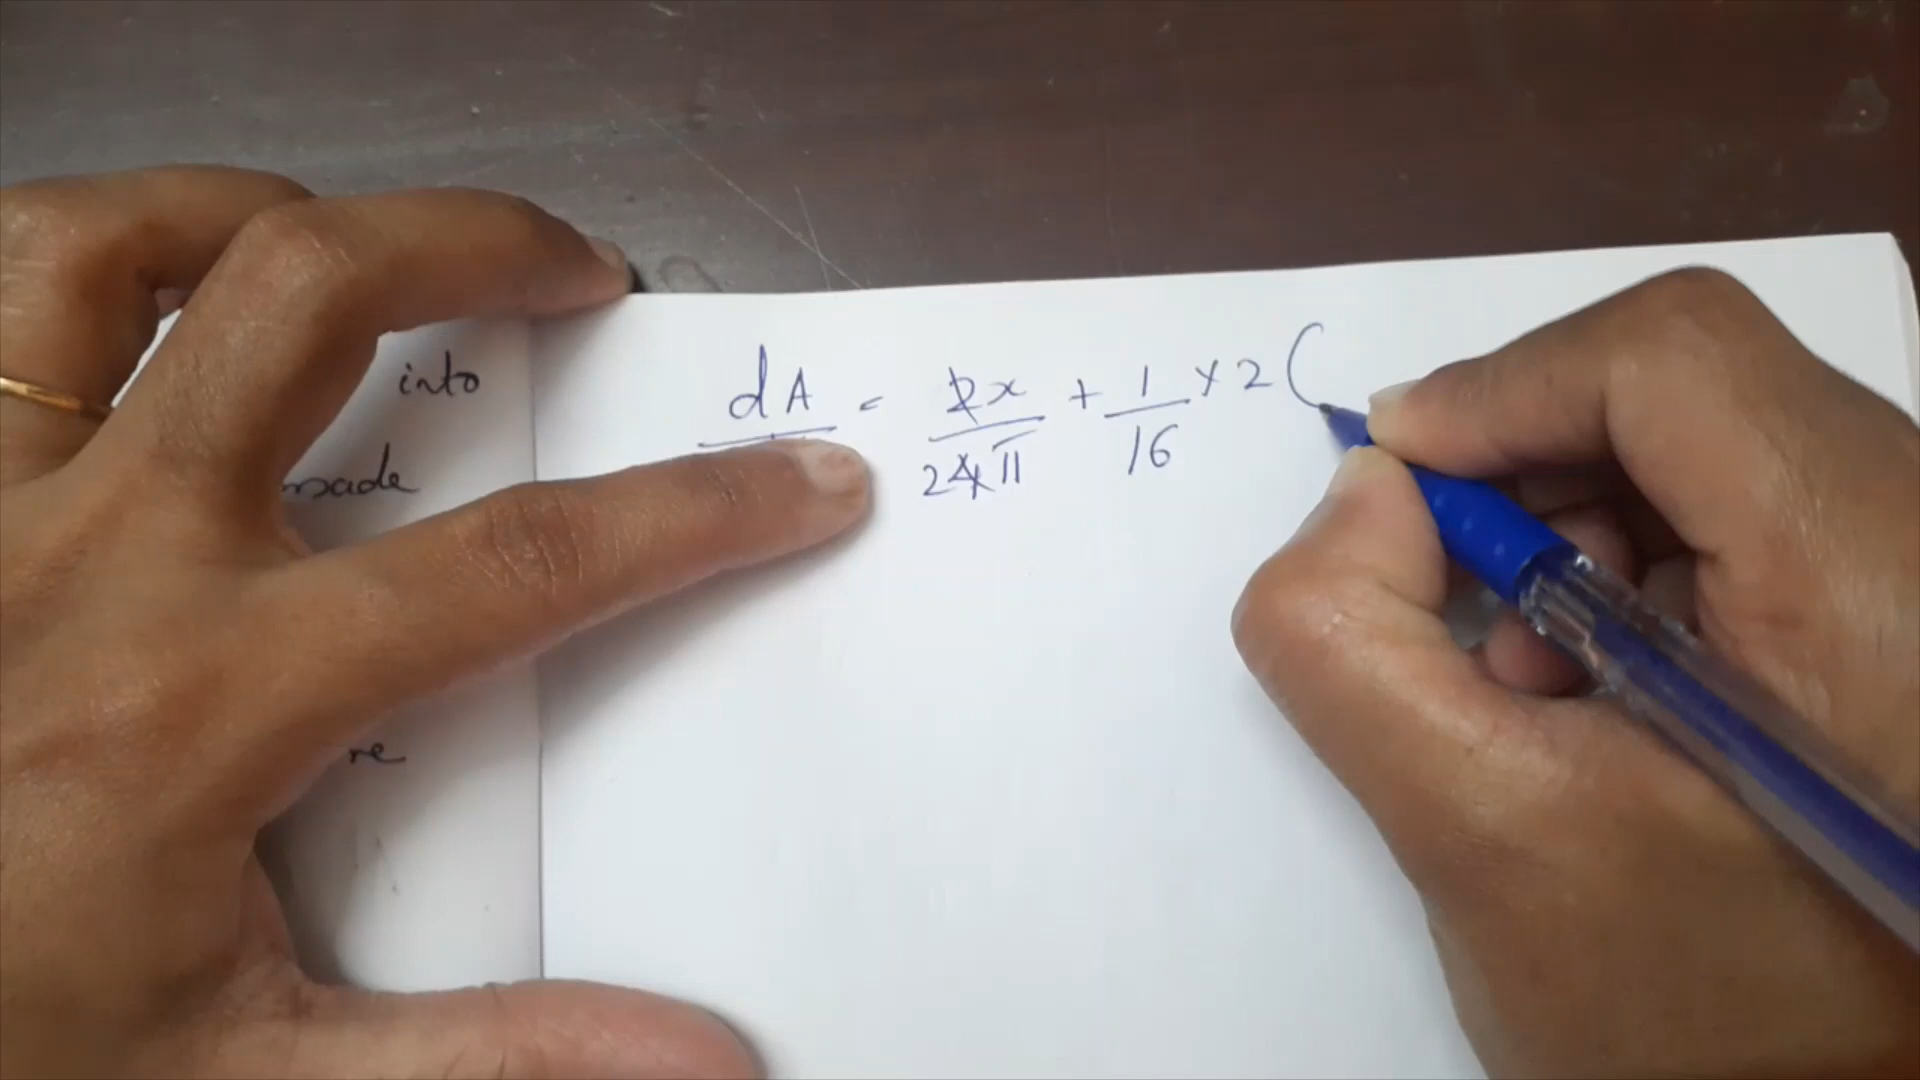 into
made
re
dA = 2x/24π + 1/16 × 2 (